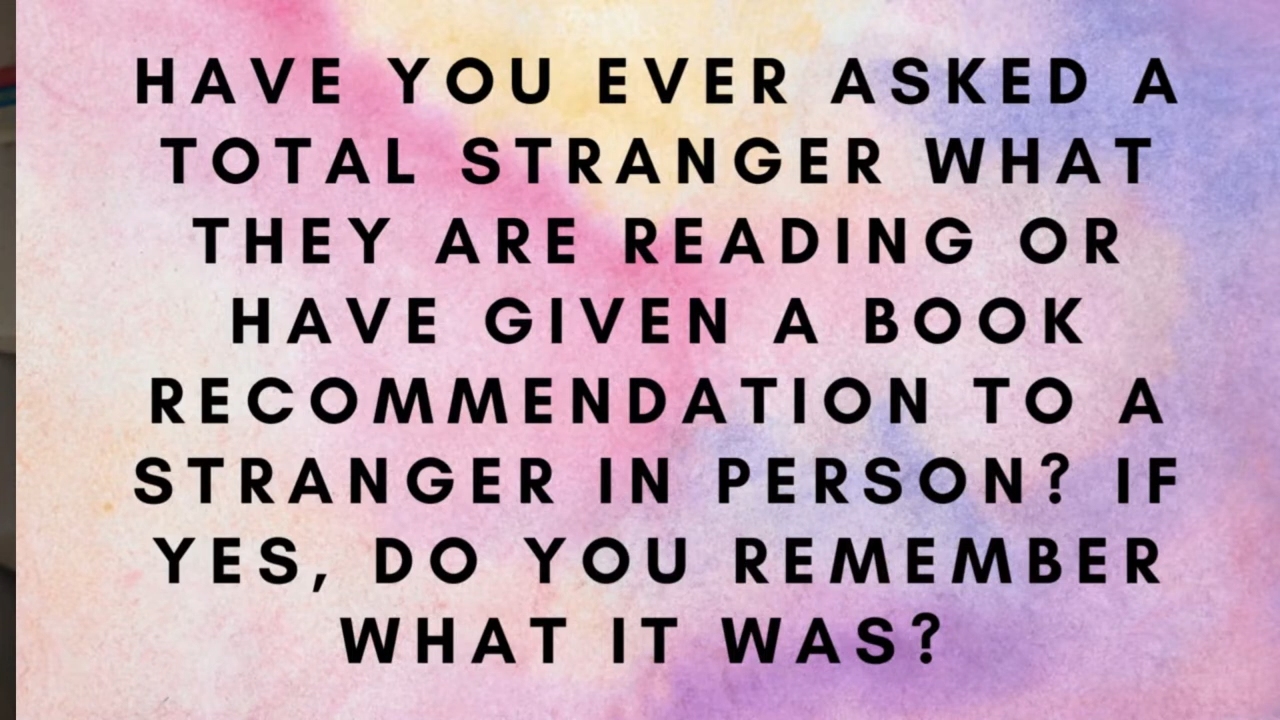 HAVE YOU EVER ASKED A
TOTAL STRANGER WHAT
THEY ARE READING OR
HAVE GIVEN A BOOK
RECOMMENDATION TO A
STRANGER IN PERSON? IF
YES, DO YOU REMEMBER
WHAT IT WAS?